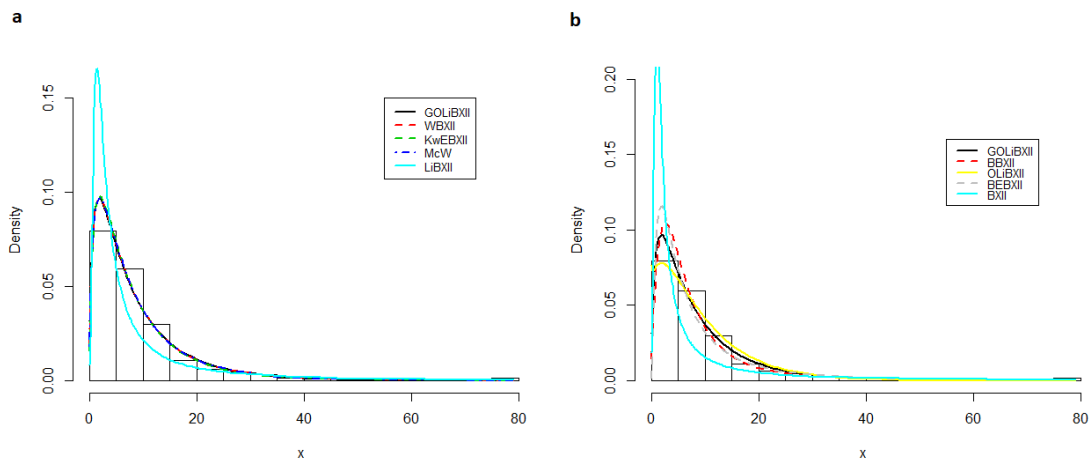 a
0.15
0.10
0.05
0.00
Density
GOLiBXII
WBXII
KwEBXII
McW
LiBXII
0
20
40
60
80
x
b
0.20
0.15
0.10
0.05
0.00
Density
GOLiBXII
BBXII
OLiBXII
BEBXII
BXII
0
20
40
60
80
x